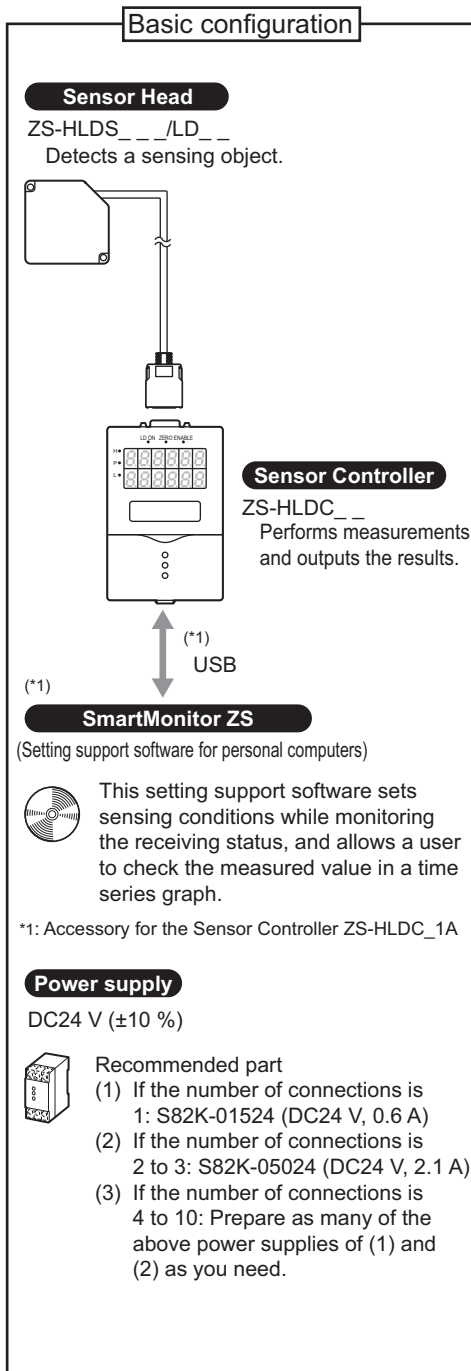 Basic configuration
Sensor Head
ZS-HLDS_ _ _/LD_ _
Detects a sensing object.
LD ON ZERO ENABLE
H
P
L
Sensor Controller
ZS-HLDC_ _
Performs measurements
and outputs the results.
(*1)
USB
(*1)
SmartMonitor ZS
(Setting support software for personal computers)
This setting support software sets
sensing conditions while monitoring
the receiving status, and allows a user
to check the measured value in a time
series graph.
*1: Accessory for the Sensor Controller ZS-HLDC_1A
Power supply
DC24 V (±10 %)
Recommended part
(1) If the number of connections is
1: S82K-01524 (DC24 V, 0.6 A)
(2) If the number of connections is
2 to 3: S82K-05024 (DC24 V, 2.1 A)
(3) If the number of connections is
4 to 10: Prepare as many of the
above power supplies of (1) and
(2) as you need.